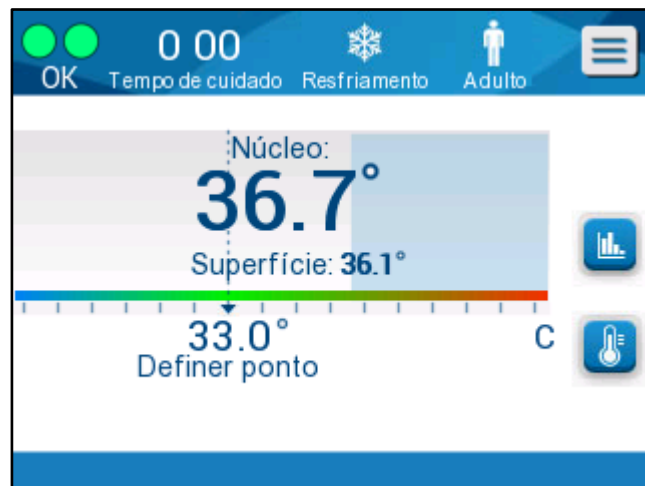 0 00
OK Tempo de cuidado Resfriamento Adulto
Núcleo:
36.7°
Superfície: 36.1°
33.0° C
Definer ponto